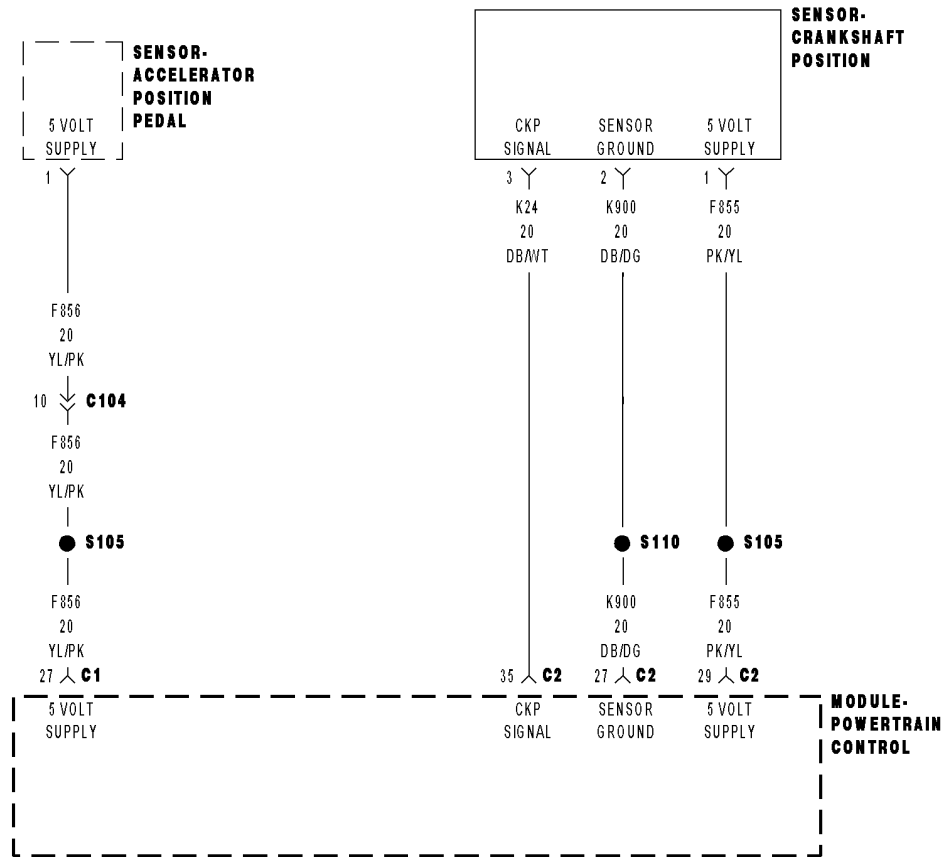 SENSOR-
ACCELERATOR
POSITION
PEDAL
5 VOLT
SUPPLY
1
F856
20
YL/PK
10
C104
F856
20
YL/PK
S105
F856
20
YL/PK
27
C1
5 VOLT
SUPPLY
SENSOR-
CRANKSHAFT
POSITION
CKP
SIGNAL
SENSOR
GROUND
5 VOLT
SUPPLY
3
2
1
K24
20
DB/WT
K900
20
DB/DG
F855
20
PK/YL
S110
S105
K900
20
DB/DG
F855
20
PK/YL
35
C2
27
C2
29
C2
CKP
SIGNAL
SENSOR
GROUND
5 VOLT
SUPPLY
MODULE-
POWERTRAIN
CONTROL